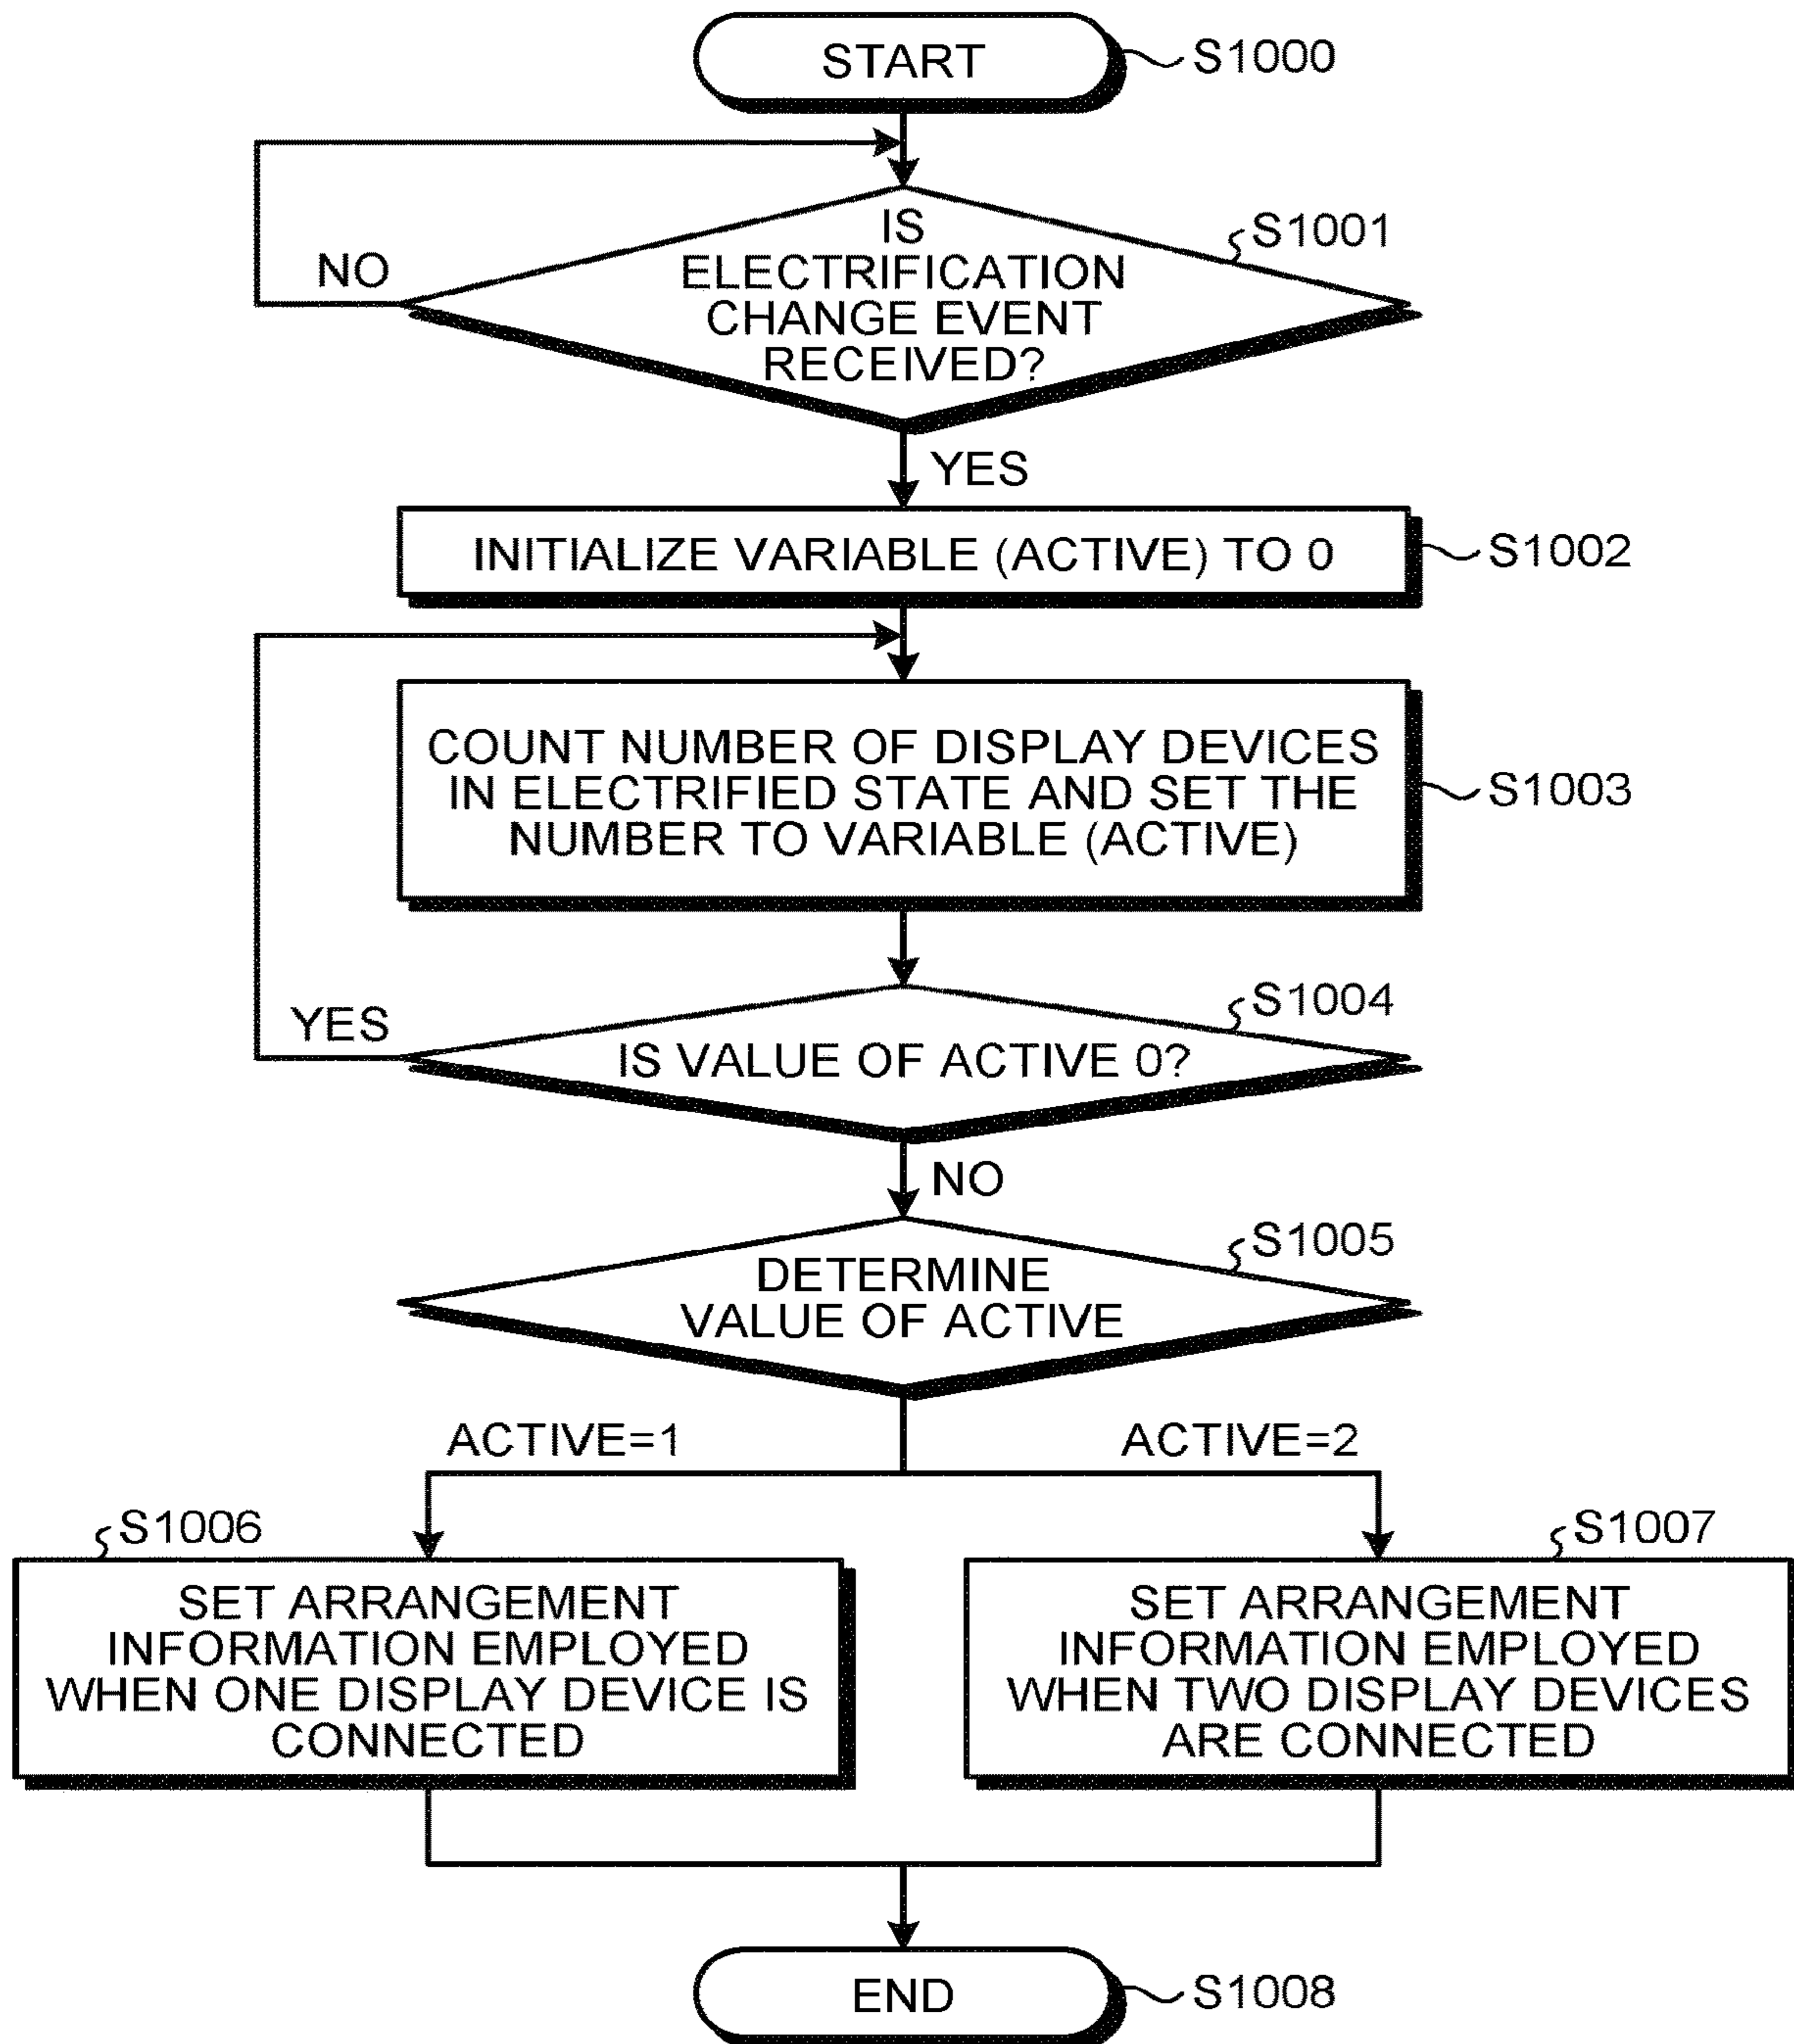 START
S1000
IS
ELECTRIFICATION
CHANGE EVENT
RECEIVED?
S1001
NO
YES
INITIALIZE VARIABLE (ACTIVE) TO 0
S1002
COUNT NUMBER OF DISPLAY DEVICES
IN ELECTRIFIED STATE AND SET THE
NUMBER TO VARIABLE (ACTIVE)
S1003
S1004
YES
IS VALUE OF ACTIVE 0?
NO
S1005
DETERMINE
VALUE OF ACTIVE
ACTIVE=1
ACTIVE=2
S1006
SET ARRANGEMENT
INFORMATION EMPLOYED
WHEN ONE DISPLAY DEVICE IS
CONNECTED
S1007
SET ARRANGEMENT
INFORMATION EMPLOYED
WHEN TWO DISPLAY DEVICES
ARE CONNECTED
END
S1008